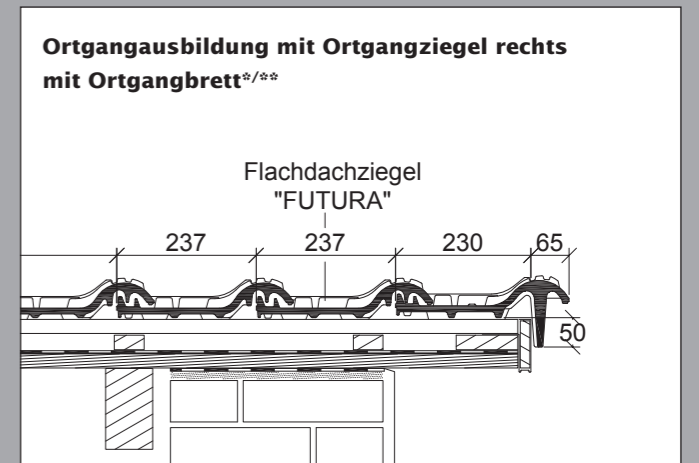 Ortgangausbildung mit Ortgangziegel rechts
mit Ortgangbrett*/**
Flachdachziegel
"FUTURA"
237 237 230 65
50